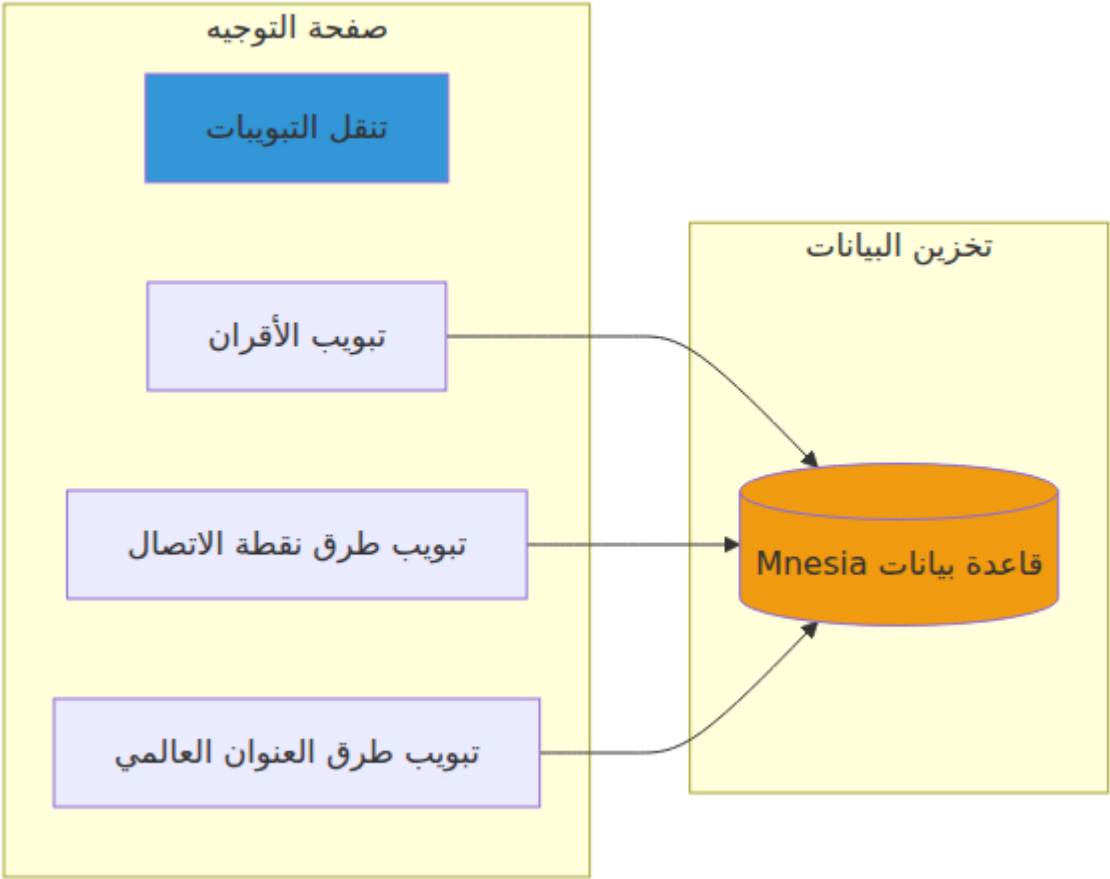 صفحة التوجيه
تنقل التبويبات
تبويب الأقران
تبويب طرق نقطة الاتصال
تبويب طرق العنوان العالمي
تخزين البيانات
قاعدة بيانات Mnesia